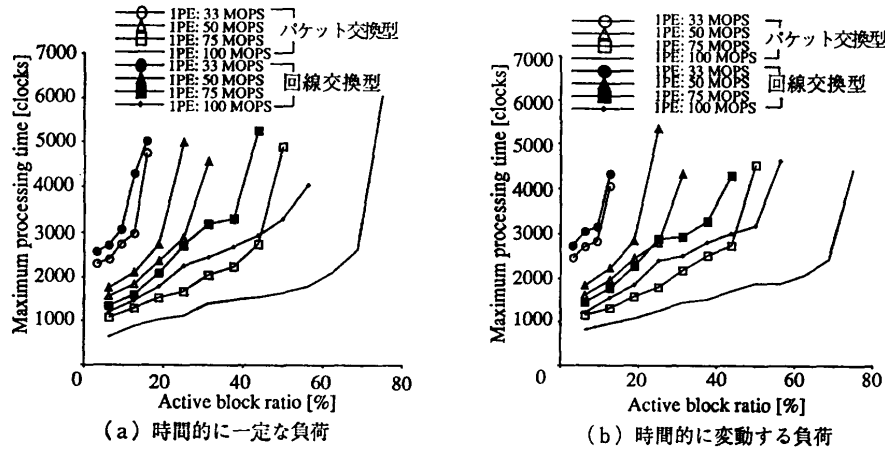 1PE: 33 MOPS
1PE: 50 MOPS
1PE: 75 MOPS
1PE: 100 MOPS
パケット交換型
1PE: 33 MOPS
1PE: 50 MOPS
1PE: 75 MOPS
1PE: 100 MOPS
回線交換型
Maximum processing time [clocks]
7000
6000
5000
4000
3000
2000
1000
0
20
40
60
80
Active block ratio [%]
(a) 時間的に一定な負荷
1PE: 33 MOPS
1PE: 50 MOPS
1PE: 75 MOPS
1PE: 100 MOPS
パケット交換型
1PE: 33 MOPS
1PE: 50 MOPS
1PE: 75 MOPS
1PE: 100 MOPS
回線交換型
Maximum processing time [clocks]
7000
6000
5000
4000
3000
2000
1000
0
20
40
60
80
Active block ratio [%]
(b) 時間的に変動する負荷